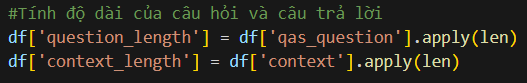 #Tính độ dài của câu hỏi và câu trả lời
df['question_length'] = df['qas_question'].apply(len)
df['context_length'] = df['context'].apply(len)